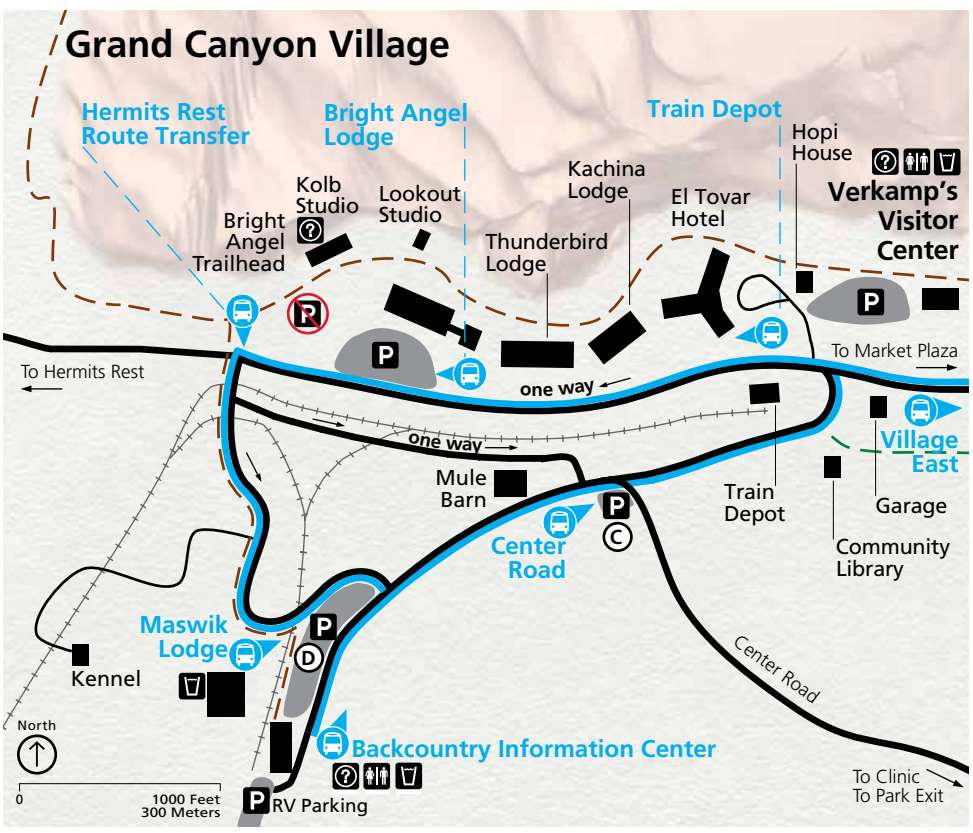 Grand Canyon Village
Hermits Rest
Route Transfer
Bright Angel
Lodge
Train Depot
Hopi
House
Verkamp's
Visitor
Center
Kolb
Studio
Lookout
Studio
Kachina
Lodge
El Tovar
Hotel
Bright
Angel
Trailhead
Thunderbird
Lodge
P
P
P
To Hermits Rest
To Market Plaza
one way
one way
Village
East
Mule
Barn
Train
Depot
Garage
Community
Library
P
C
Center
Road
Maswik
Lodge
P
D
Kennel
Center Road
North
Backcountry Information Center
0
1000 Feet
300 Meters
P
RV Parking
To Clinic
To Park Exit